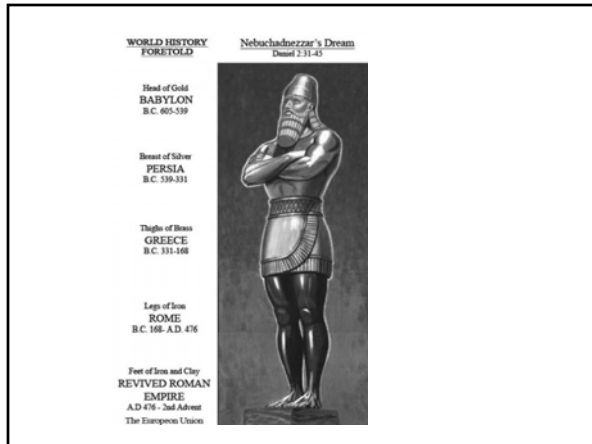 WORLD HISTORY
FORETOLD
Nebuchadnezzar's Dream
Daniel 2:31-45
Head of Gold
BABYLON
B.C. 605-539
Breast of Silver
PERSIA
B.C. 539-331
Thighs of Brass
GREECE
B.C. 331-168
Legs of Iron
ROME
B.C. 168- A.D. 476
Feet of Iron and Clay
REVIVED ROMAN
EMPIRE
A.D 476 - 2nd Advent
The Europeon Union